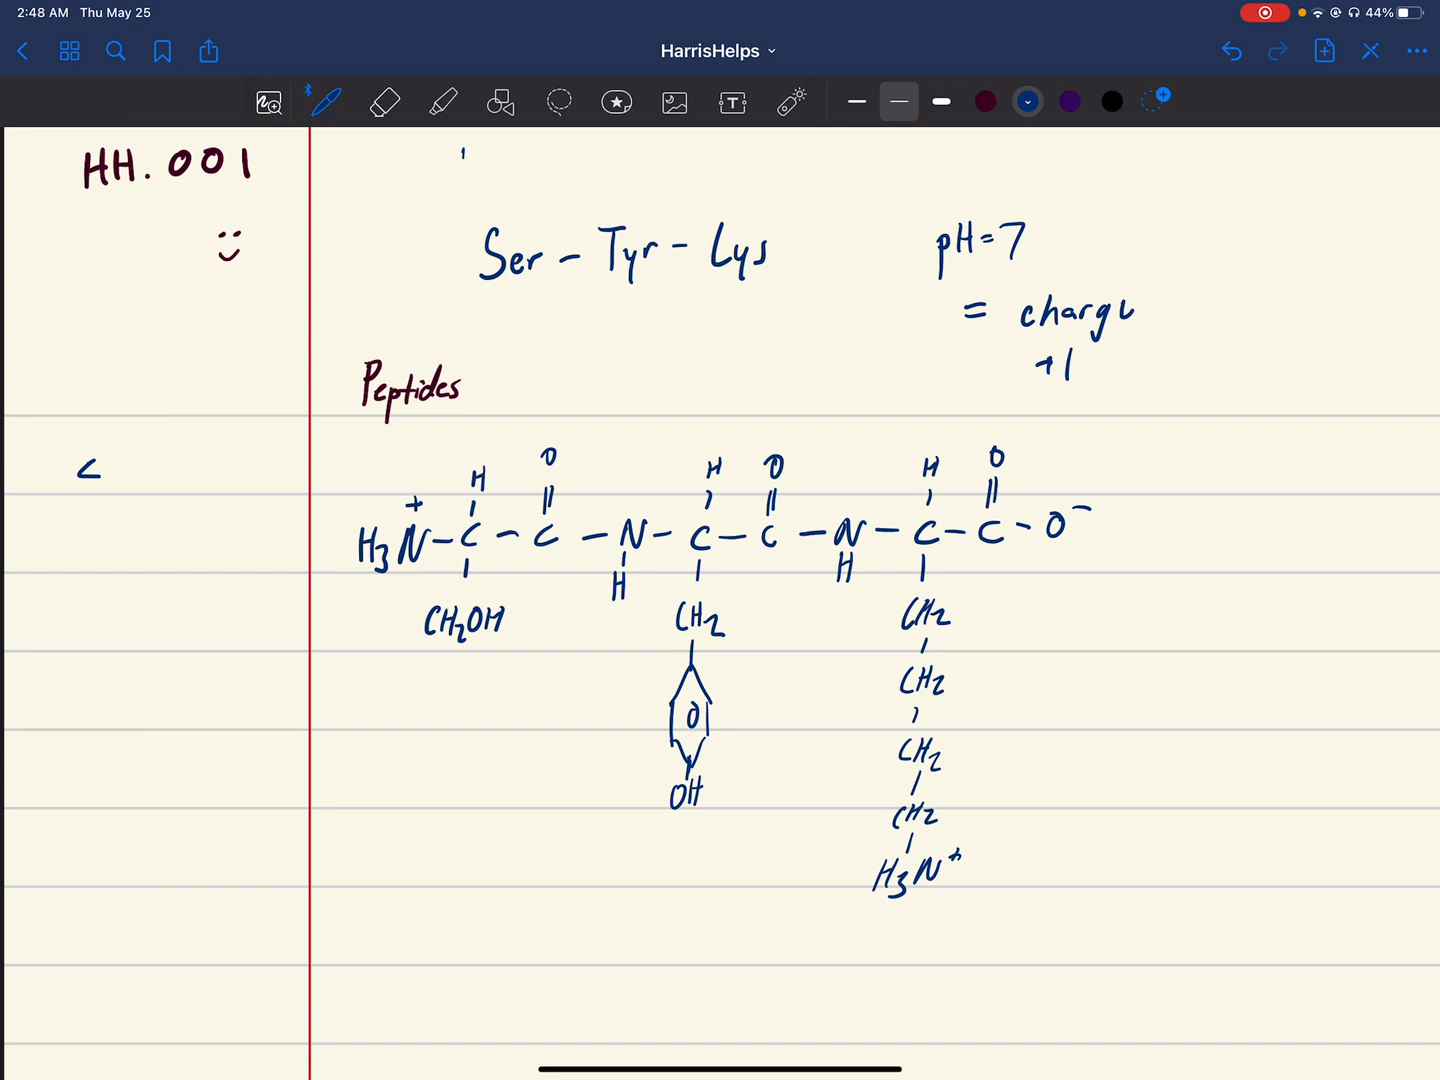 2:48 AM Thu May 25
44%
HarrisHelps
T
HH.001
Ser - Tyr - Lys
pH = 7
= charge
+1
Peptides
<
H O H O H O
+
H3N - C - C - N - C - C - N - C - C - O-
H H
CH2OH CH2 CH2
CH2
O
CH2
OH
CH2
H3N+